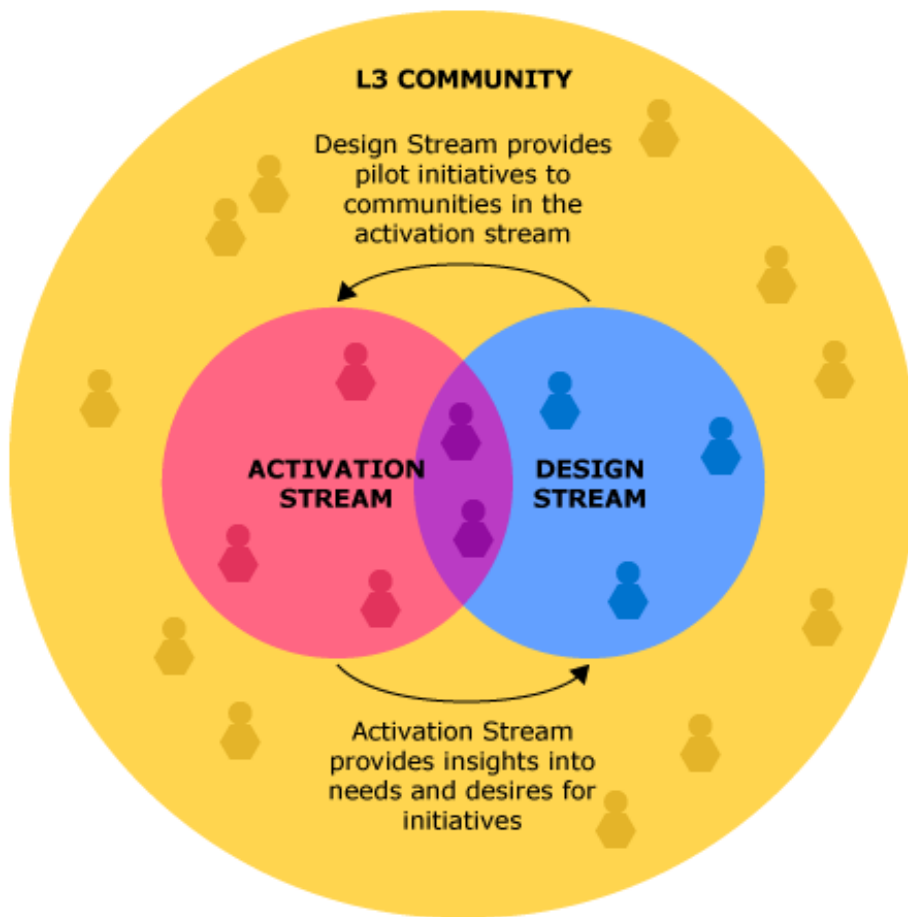 L3 COMMUNITY
Design Stream provides
pilot initiatives to
communities in the
activation stream
ACTIVATION
STREAM
DESIGN
STREAM
Activation Stream
provides insights into
needs and desires for
initiatives